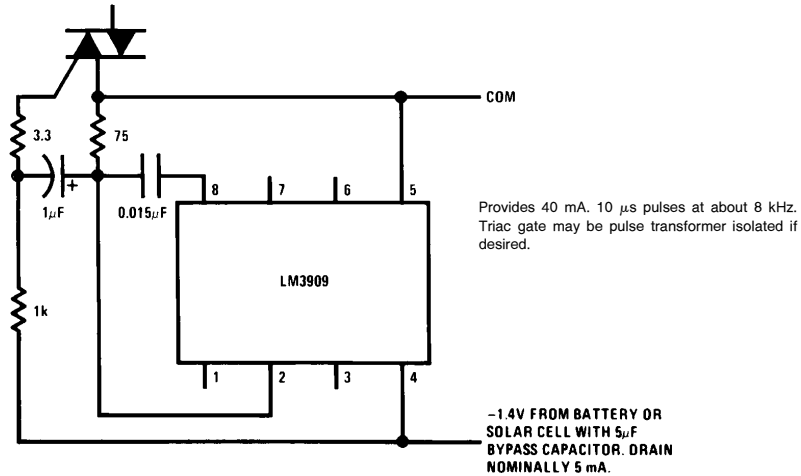 COM
3.3
75
1μF
+
0.015μF
8
7
6
5
Provides 40 mA. 10 μs pulses at about 8 kHz.
Triac gate may be pulse transformer isolated if
desired.
LM3909
1k
1
2
3
4
−1.4V FROM BATTERY OR
SOLAR CELL WITH 5μF
BYPASS CAPACITOR. DRAIN
NOMINALLY 5 mA.